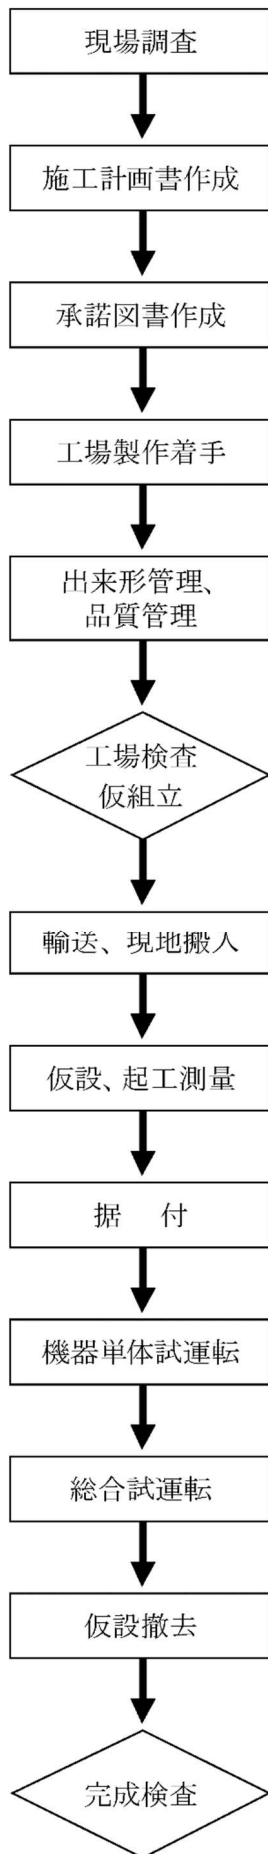 現場調査
施工計画書作成
承諾図書作成
工場製作着手
出来形管理、
品質管理
工場検査
仮組立
輸送、現地搬入
仮設、起工測量
据　付
機器単体試運転
総合試運転
仮設撤去
完成検査